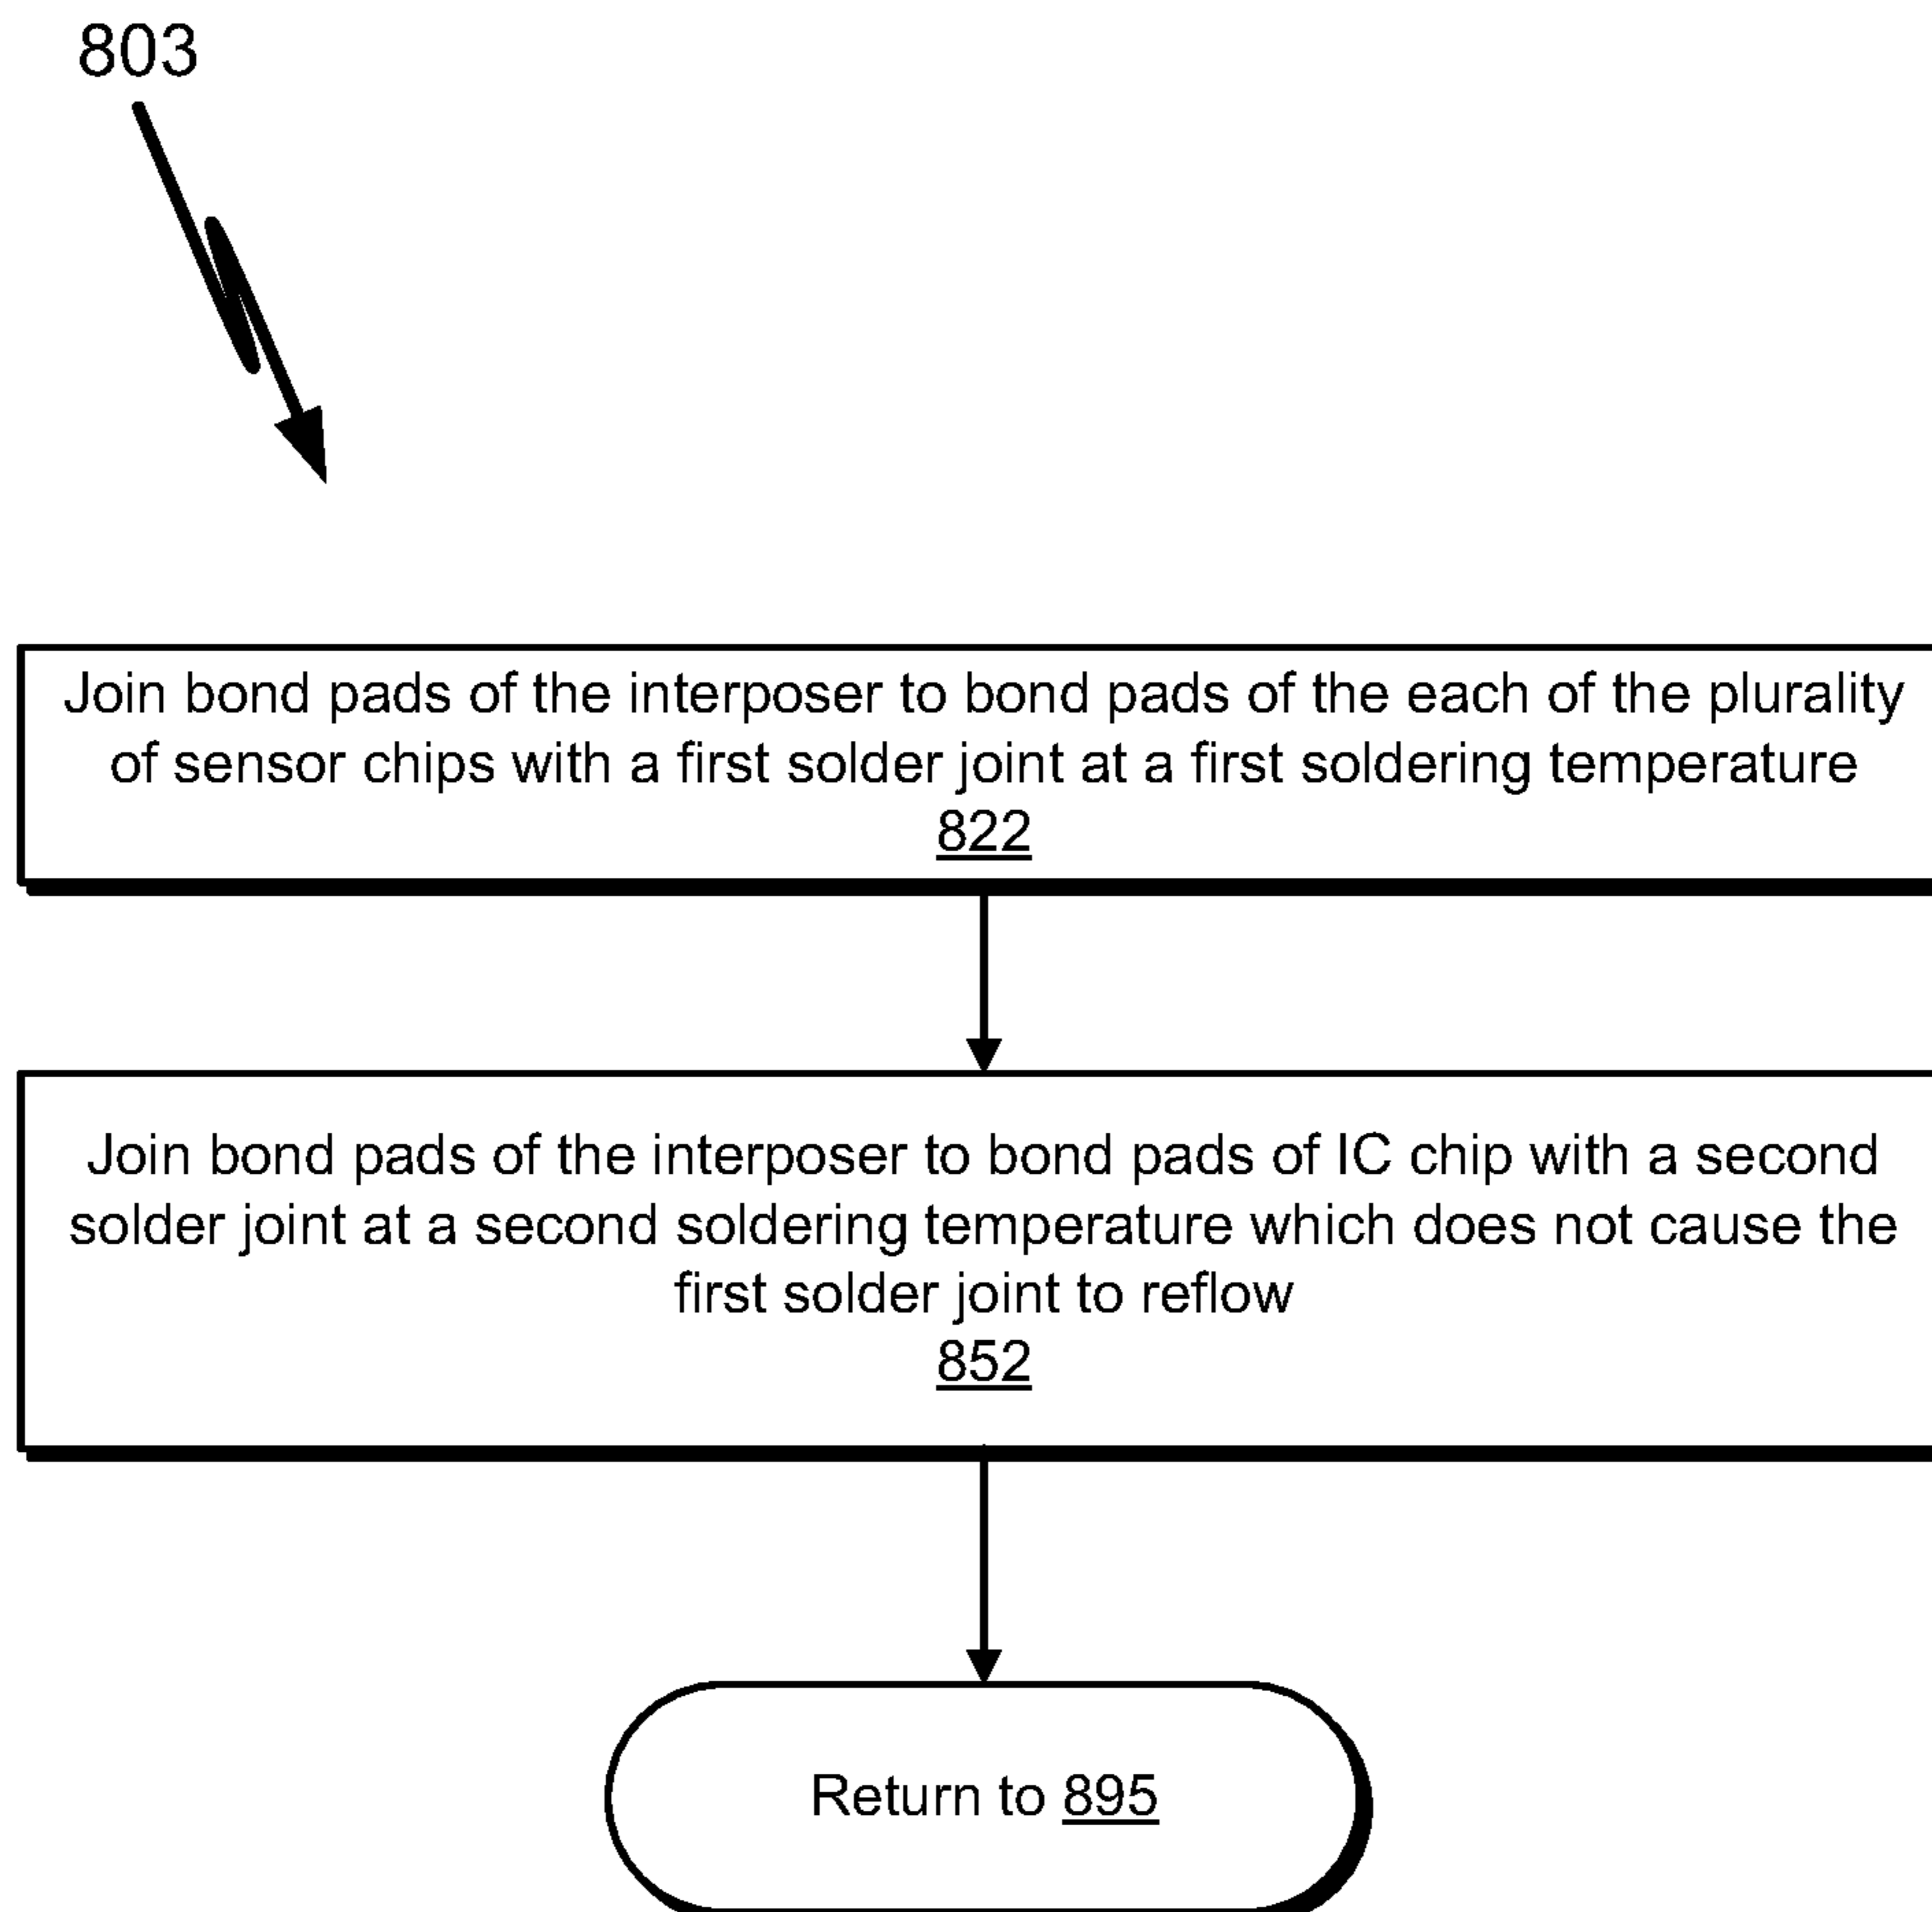 803
Join bond pads of the interposer to bond pads of the each of the plurality
of sensor chips with a first solder joint at a first soldering temperature
822
Join bond pads of the interposer to bond pads of IC chip with a second
solder joint at a second soldering temperature which does not cause the
first solder joint to reflow
852
Return to 895